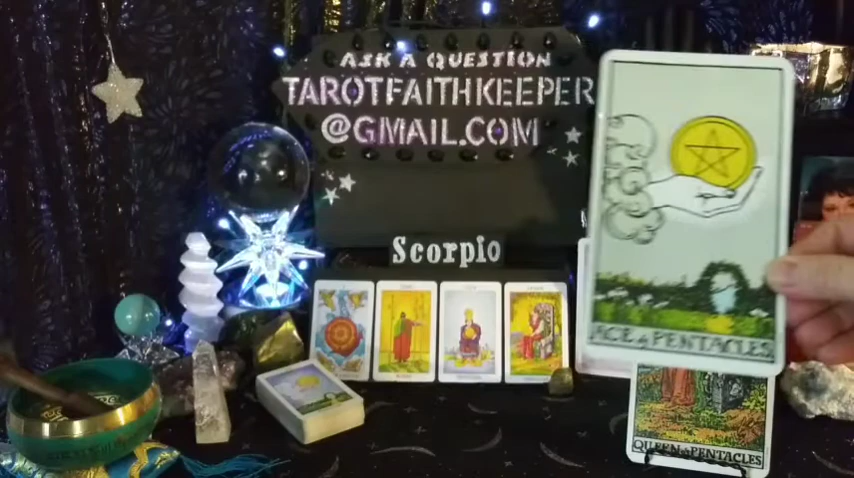 ASK A QUESTION
TAROTFAITHKEEPER
@GMAIL.COM
Scorpio
ACE of PENTACLES
QUEEN of PENTACLES